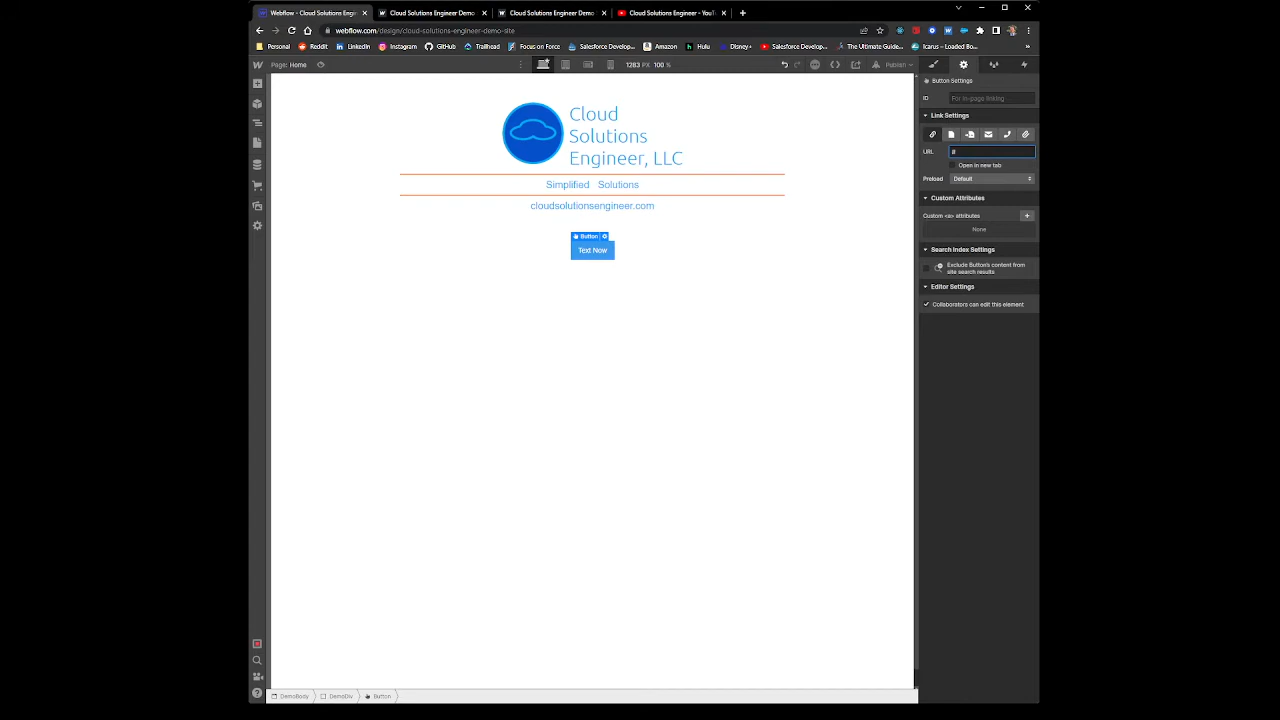 Webflow - Cloud Solutions Engin
Cloud Solutions Engineer Demo
Cloud Solutions Engineer Demo
Cloud Solutions Engineer - YouT
webflow.com/design/cloud-solutions-engineer-demo-site
Personal
Reddit
LinkedIn
Instagram
GitHub
Trailhead
Focus on Force
Salesforce Develop...
Amazon
Hulu
Disney+
Salesforce Develop...
The Ultimate Guide...
Icarus – Loaded Bo...
Page: Home
1283 PX 100 %
Publish
Button Settings
ID
For in-page linking
Link Settings
URL
#
Open in new tab
Preload
Default
Custom Attributes
Custom <a> attributes
None
Search Index Settings
Exclude Button's content from
site search results
Editor Settings
Collaborators can edit this element
Cloud
Solutions
Engineer, LLC
Simplified Solutions
cloudsolutionsengineer.com
Button
Text Now
DemoBody
DemoDiv
Button